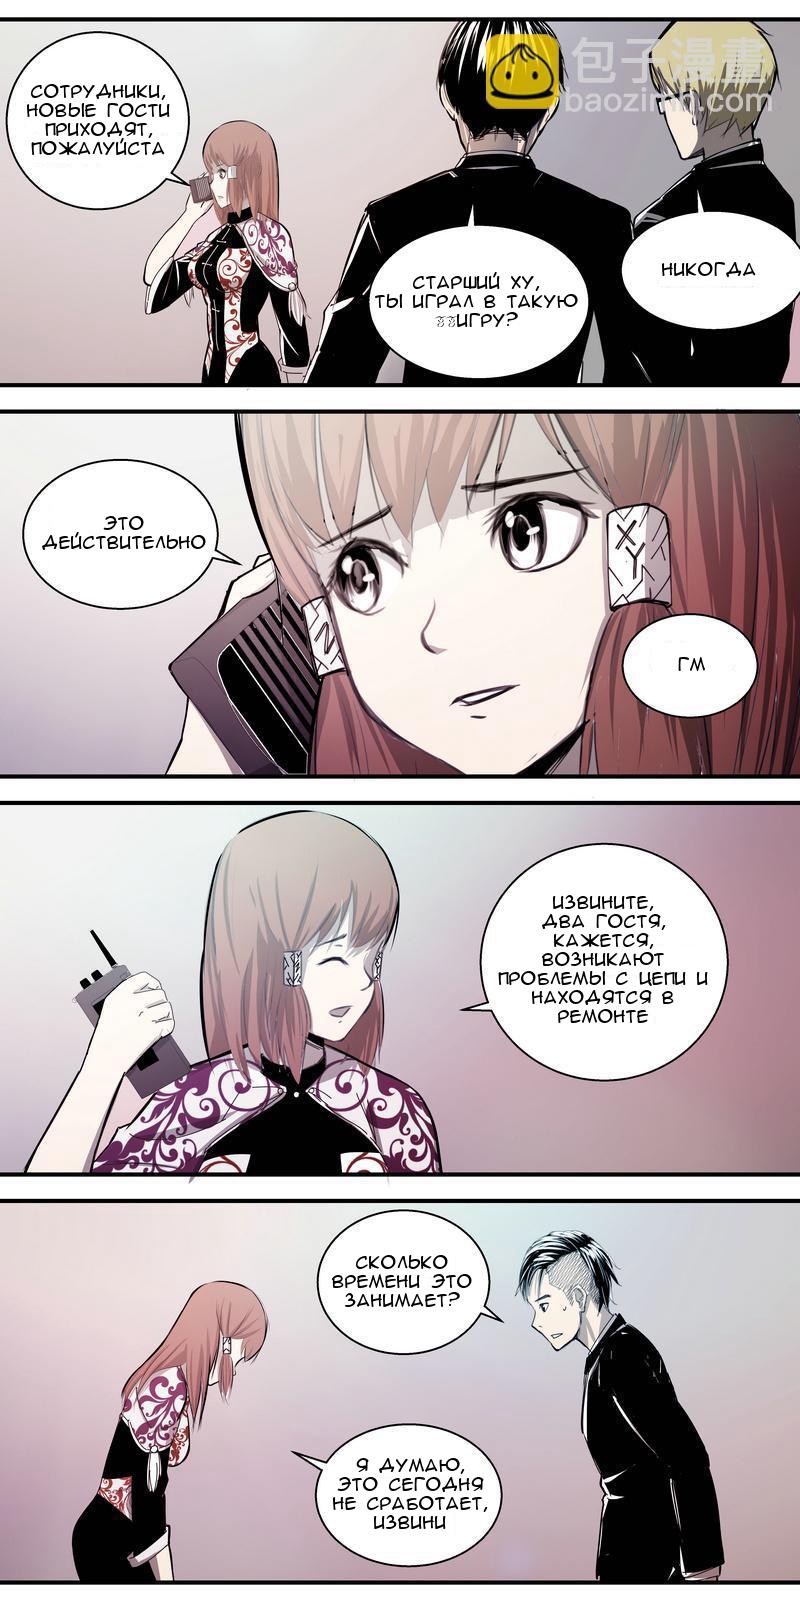 包子漫畫
baozimh.com
СОТРУДНИКИ,
НОВЫЕ ГОСТИ
ПРИХОДЯТ,
ПОЖАЛУЙСТА
СТАРШИЙ ХУ,
ТЫ ИГРАЛ В ТАКУЮ
ИГРУ?
НИКОГДА
ЭТО
ДЕЙСТВИТЕЛЬНО
XY
N
ГМ
ИЗВИНИТЕ,
ДВА ГОСТЯ,
КАЖЕТСЯ,
ВОЗНИКАЮТ
ПРОБЛЕМЫ С ЦЕПИ И
НАХОДЯТСЯ В
РЕМОНТЕ
СКОЛЬКО
ВРЕМЕНИ ЭТО
ЗАНИМАЕТ?
Я ДУМАЮ,
ЭТО СЕГОДНЯ
НЕ СРАБОТАЕТ,
ИЗВИНИ